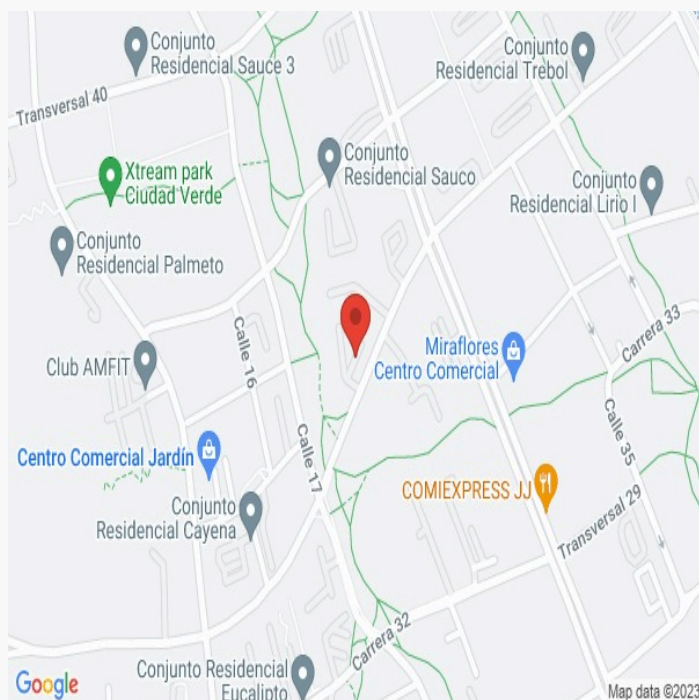 Conjunto
Residencial Sauce 3
Conjunto
Residencial Trebol
Transversal 40
Conjunto
Residencial Sauco
Xtream park
Ciudad Verde
Conjunto
Residencial Lirio I
Conjunto
Residencial Palmeto
Calle 16
Carrera 33
Miraflores
Centro Comercial
Club AMFIT
Calle 35
Centro Comercial Jardín
Calle 17
COMIEXPRESS JJ
Conjunto
Residencial Cayena
Transversal 29
Carrera 32
Conjunto Residencial
Eucalipto
Google
Map data ©2023